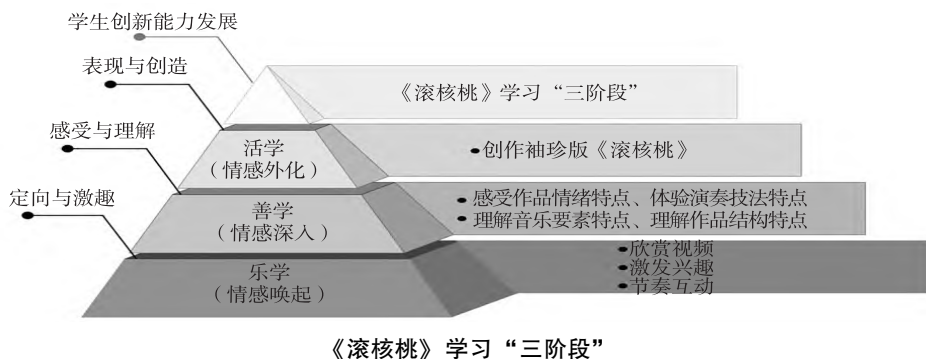 学生创新能力发展
表现与创造
《滚核桃》学习“三阶段”
感受与理解
活学
（情感外化）
•创作袖珍版《滚核桃》
定向与激趣
善学
（情感深入）
•感受作品情绪特点、体验演奏技法特点
•理解音乐要素特点、理解作品结构特点
乐学
（情感唤起）
•欣赏视频
•激发兴趣
•节奏互动
《滚核桃》学习“三阶段”